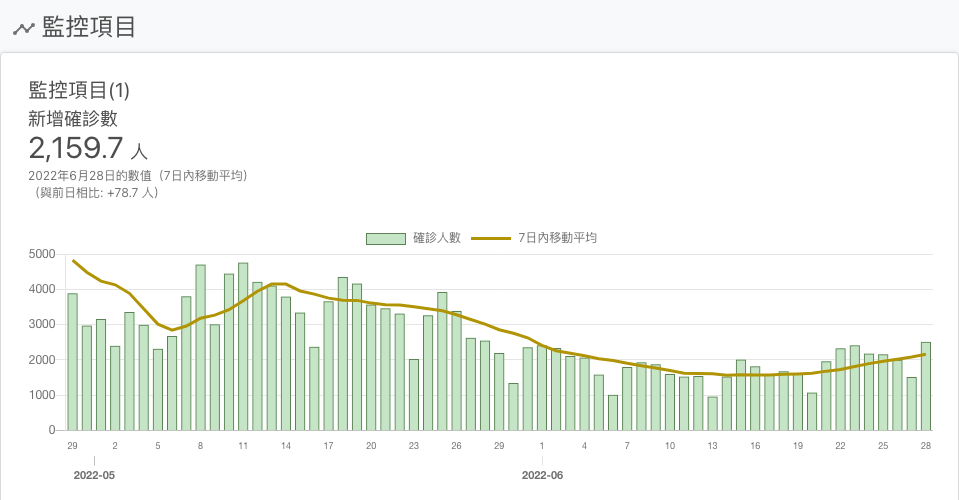 監控項目
監控項目(1)
新增確診數
2,159.7 人
2022年6月28日的數值（7日內移動平均）
（與前日相比: +78.7 人）
確診人數 7日內移動平均
5000
4000
3000
2000
1000
0
29 2 5 8 11 14 17 20 23 26 29 1 4 7 10 13 16 19 22 25 28
2022-05 2022-06